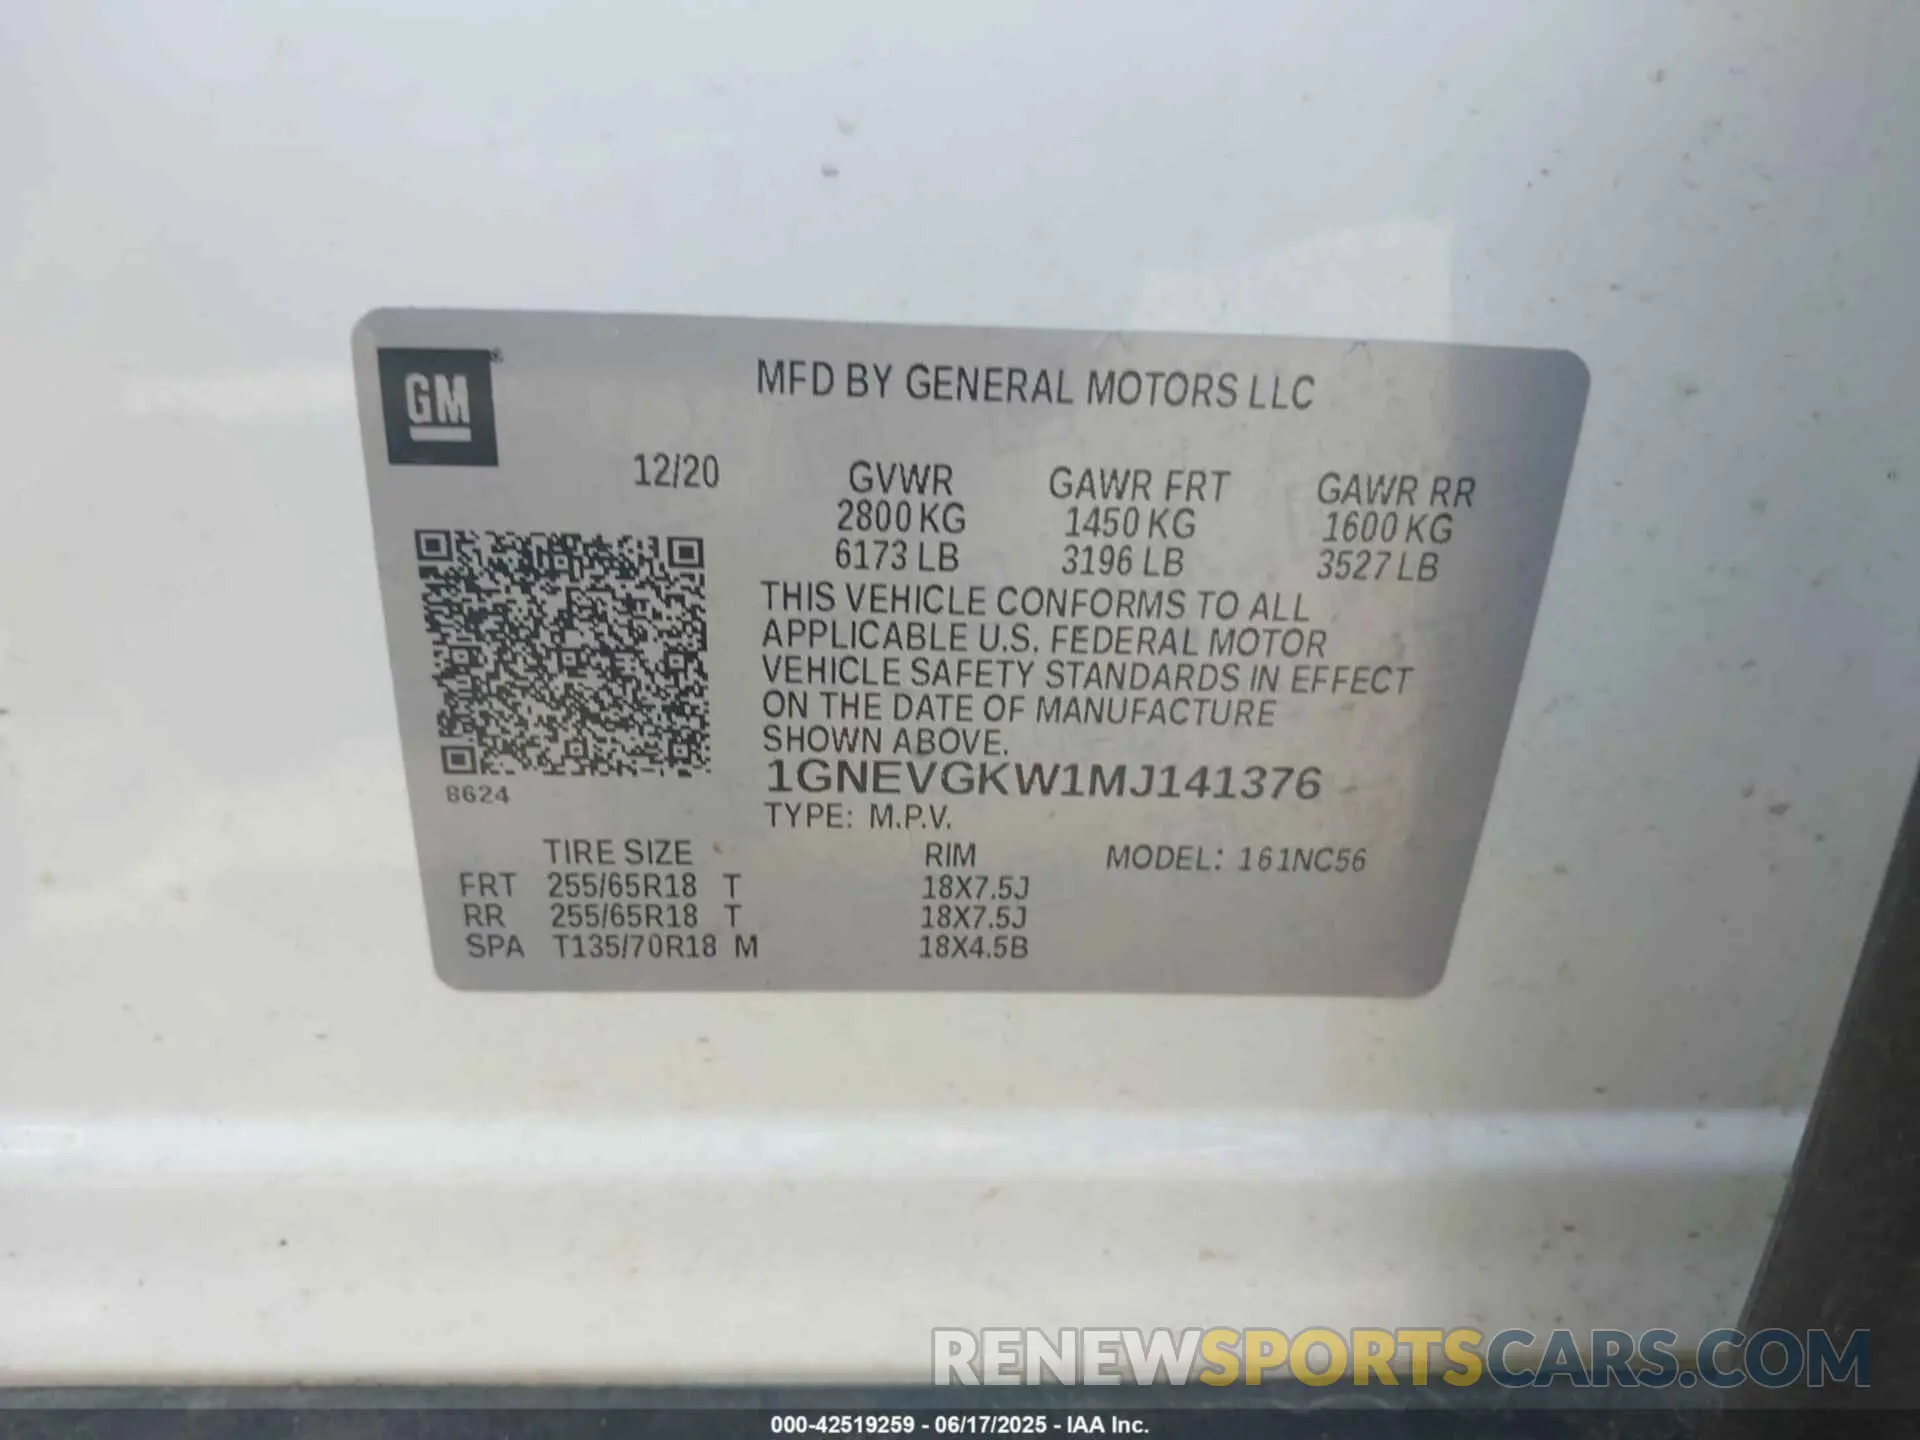 GM®
MFD BY GENERAL MOTORS LLC
12/20
GVWR GAWR FRT GAWR RR
2800 KG 1450 KG 1600 KG
6173 LB 3196 LB 3527 LB
THIS VEHICLE CONFORMS TO ALL
APPLICABLE U.S. FEDERAL MOTOR
VEHICLE SAFETY STANDARDS IN EFFECT
ON THE DATE OF MANUFACTURE
SHOWN ABOVE.
1GNEVGKW1MJ141376
8624
TYPE: M.P.V.
TIRE SIZE RIM MODEL: 161NC56
FRT 255/65R18 T 18X7.5J
RR 255/65R18 T 18X7.5J
SPA T135/70R18 M 18X4.5B
RENEWSPORTSCARS.COM
000-42519259 - 06/17/2025 - IAA Inc.